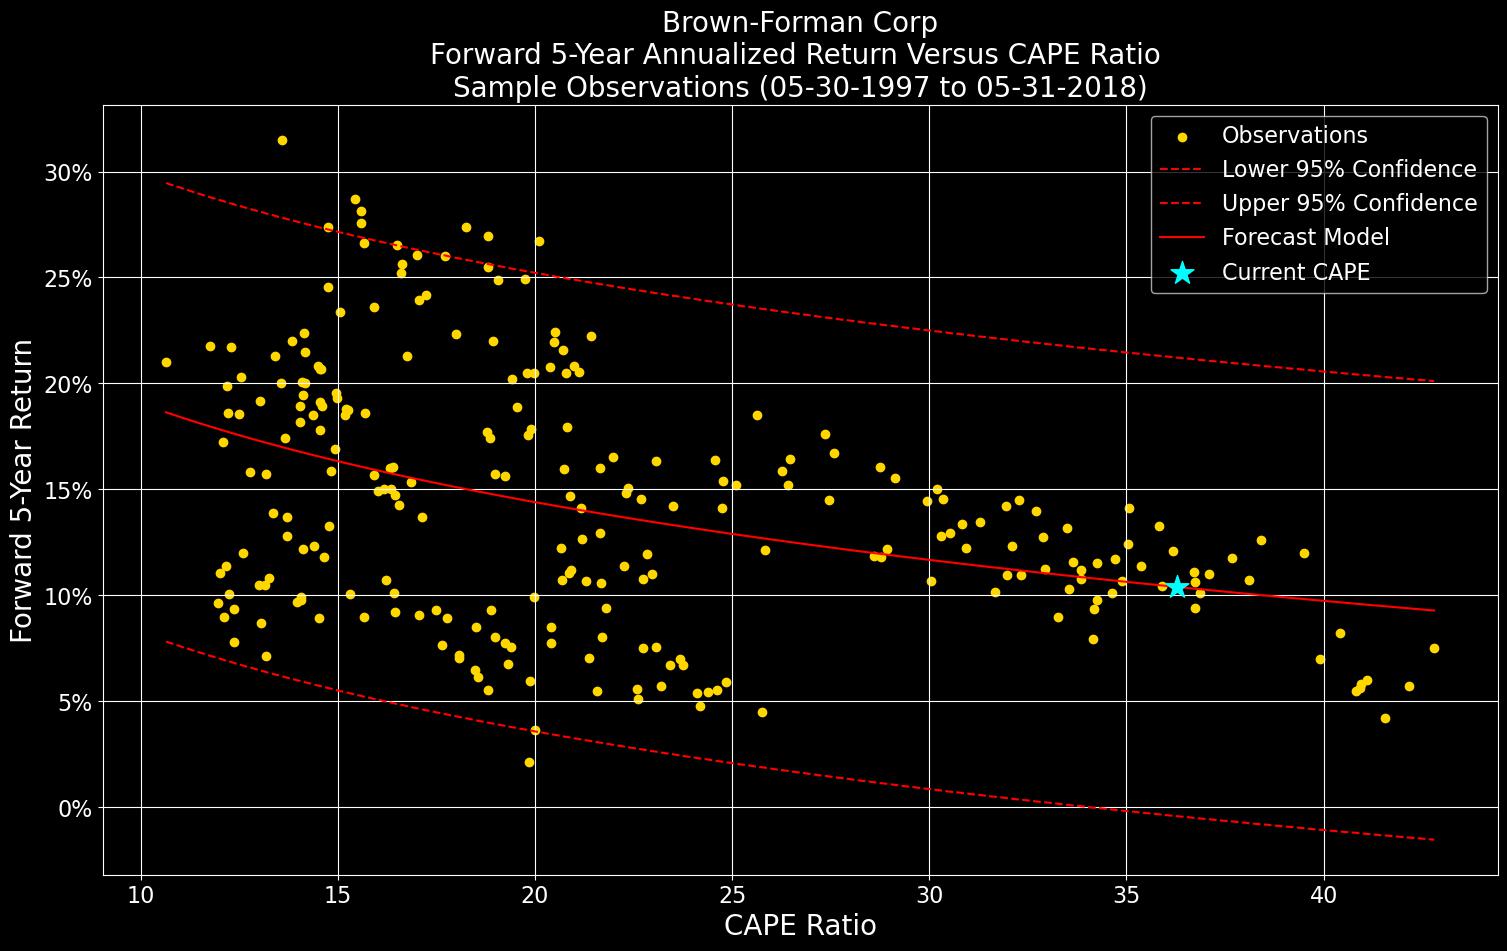 Brown-Forman Corp
Forward 5-Year Annualized Return Versus CAPE Ratio
Sample Observations (05-30-1997 to 05-31-2018)
Observations
Lower 95% Confidence
Upper 95% Confidence
Forecast Model
Current CAPE
Forward 5-Year Return
30%
25%
20%
15%
10%
5%
0%
10 15 20 25 30 35 40
CAPE Ratio